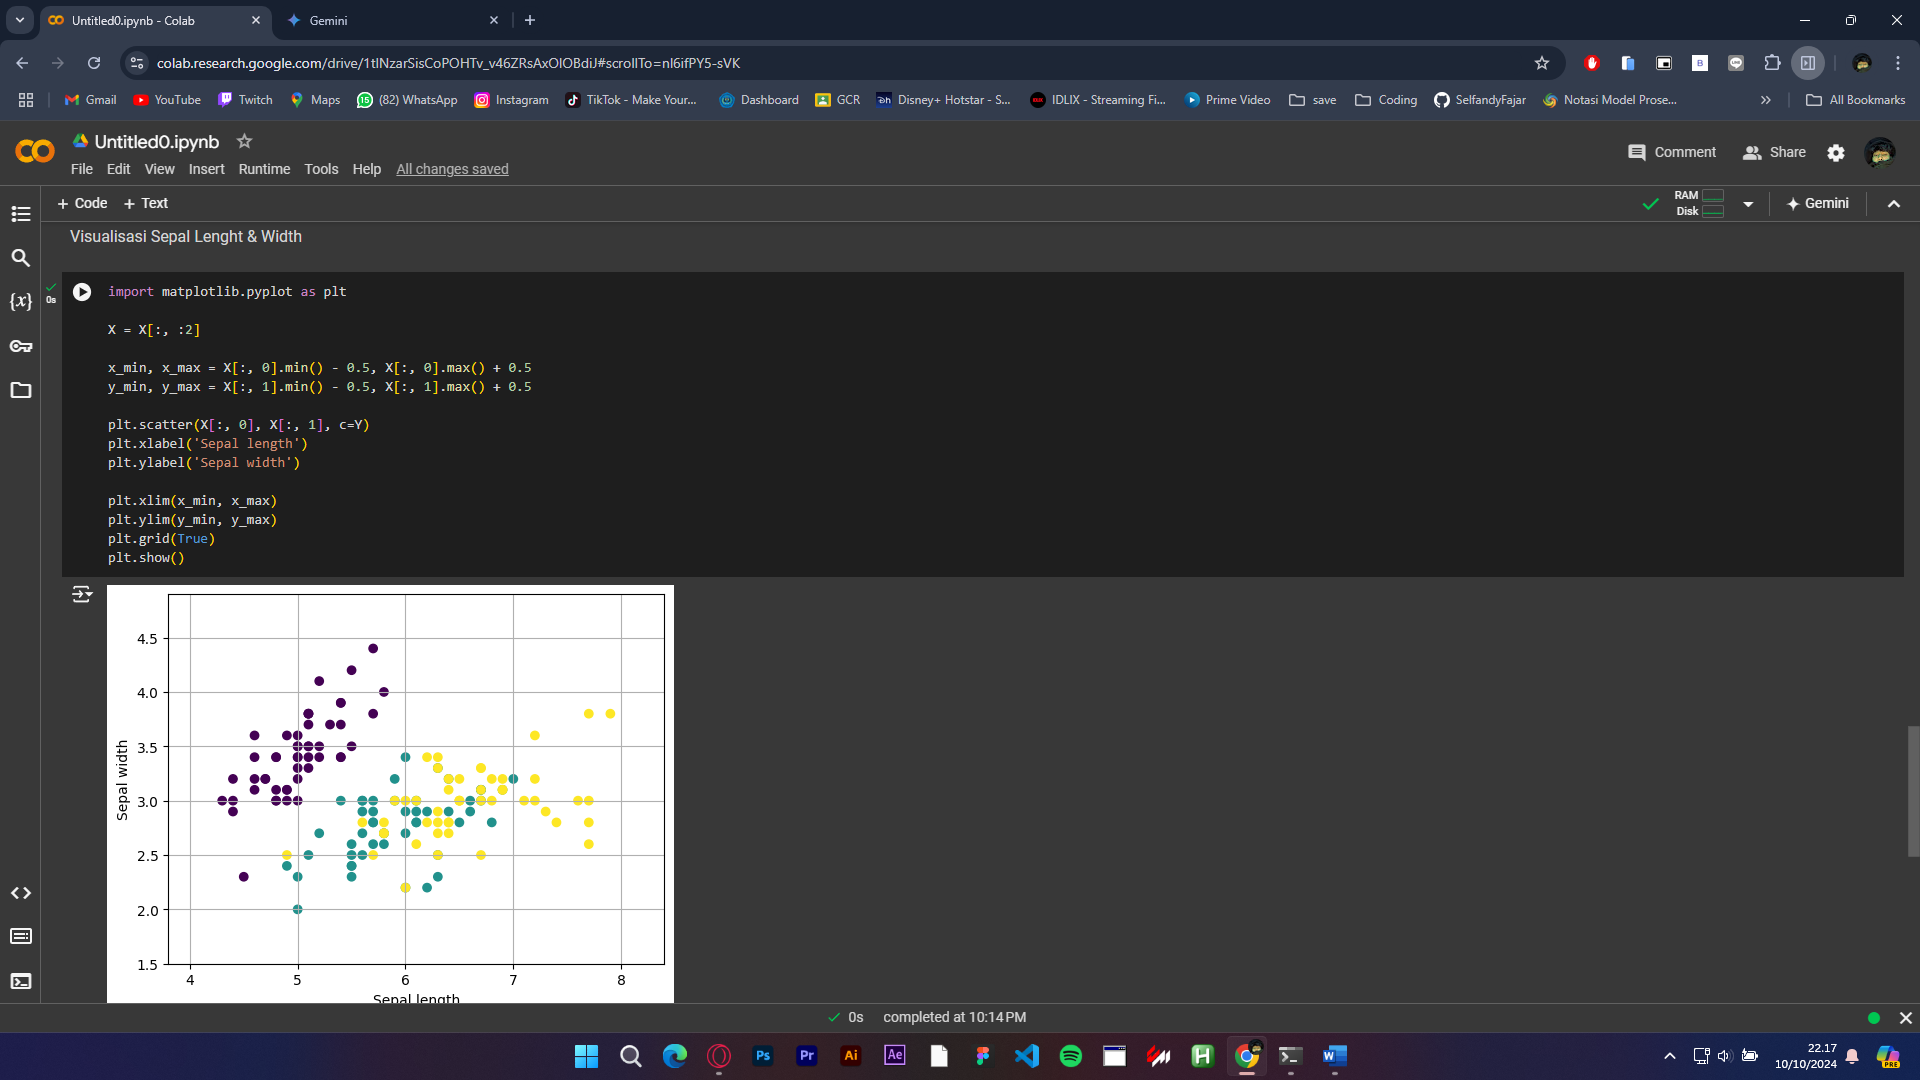 Untitled0.ipynb - Colab
Gemini
colab.research.google.com/drive/1tINzarSisCoPOHTv_v46ZRsAxOIOBdiJ#scrollTo=nI6ifPY5-sVK
Gmail YouTube Twitch Maps (82) WhatsApp Instagram TikTok - Make Your... Dashboard GCR Disney+ Hotstar - S... IDLIX - Streaming Fi... Prime Video save Coding SelfandyFajar Notasi Model Prose... All Bookmarks
Untitled0.ipynb
Comment Share
File Edit View Insert Runtime Tools Help All changes saved
+ Code + Text
RAM
Disk
Gemini
Visualisasi Sepal Lenght & Width
{x}
0s
import matplotlib.pyplot as plt
X = X[:, :2]
x_min, x_max = X[:, 0].min() - 0.5, X[:, 0].max() + 0.5
y_min, y_max = X[:, 1].min() - 0.5, X[:, 1].max() + 0.5
plt.scatter(X[:, 0], X[:, 1], c=Y)
plt.xlabel('Sepal length')
plt.ylabel('Sepal width')
plt.xlim(x_min, x_max)
plt.ylim(y_min, y_max)
plt.grid(True)
plt.show()
4.5
4.0
3.5
3.0
2.5
2.0
1.5
Sepal width
4 5 6 7 8
Sepal length
0s completed at 10:14 PM
Ps Pr Ai Ae
22.17
10/10/2024
PRE